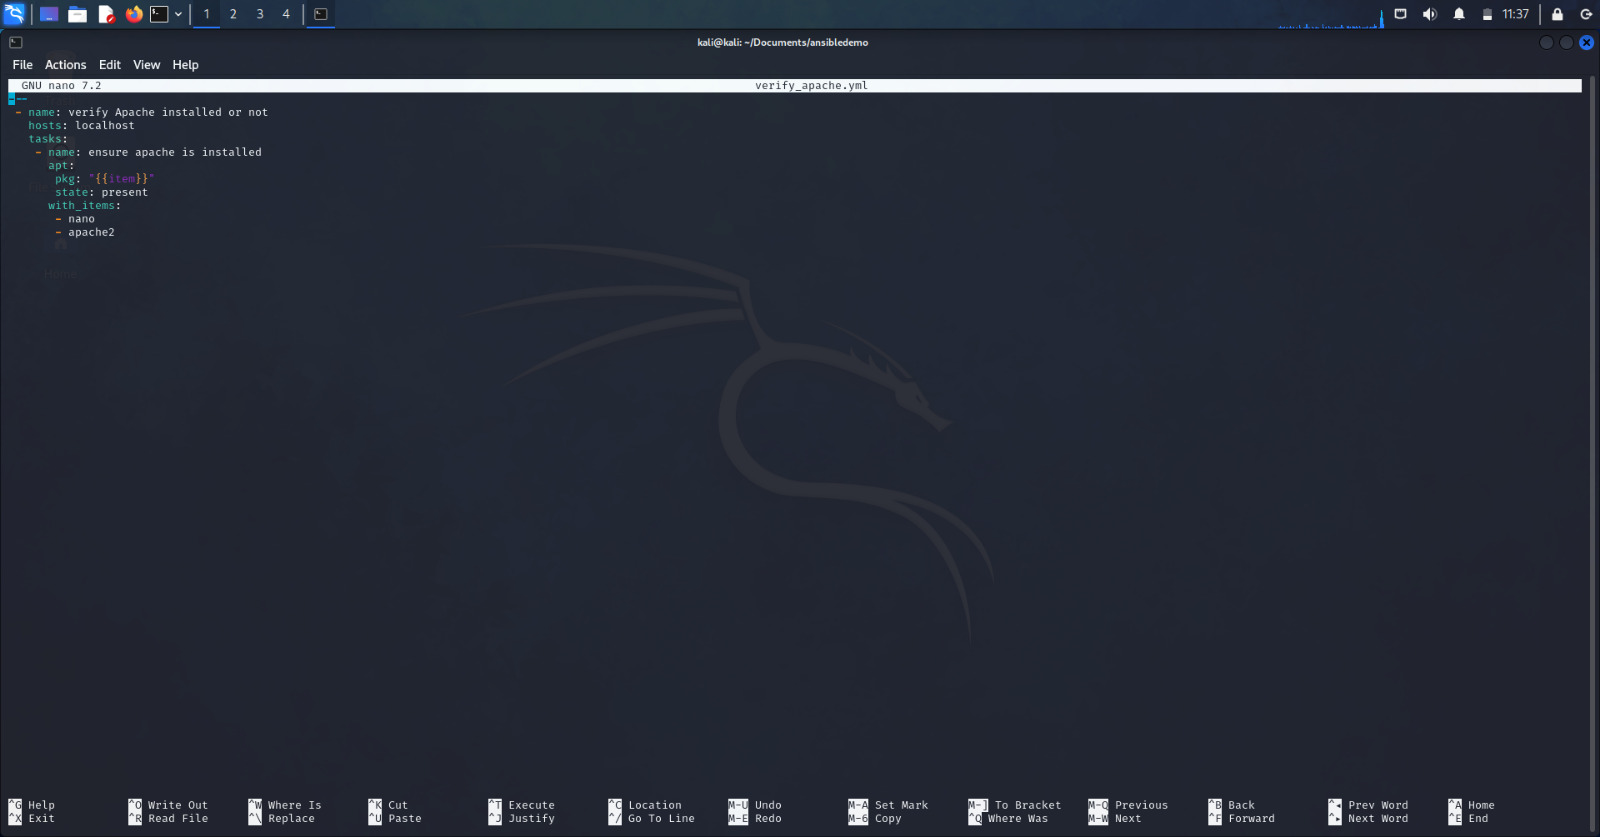 1 2 3 4 11:37
kali@kali: ~/Documents/ansibledemo
File Actions Edit View Help
GNU nano 7.2 verify_apache.yml
---
- name: verify Apache installed or not
hosts: localhost
tasks:
- name: ensure apache is installed
apt:
pkg: "{{item}}"
state: present
with_items:
- nano
- apache2
Home
^G Help ^O Write Out ^W Where Is ^K Cut ^T Execute ^C Location M-U Undo M-A Set Mark M-] To Bracket M-Q Previous ^B Back ^◂ Prev Word ^A Home
^X Exit ^R Read File ^\ Replace ^U Paste ^J Justify ^/ Go To Line M-E Redo M-6 Copy ^Q Where Was M-W Next ^F Forward ^▸ Next Word ^E End